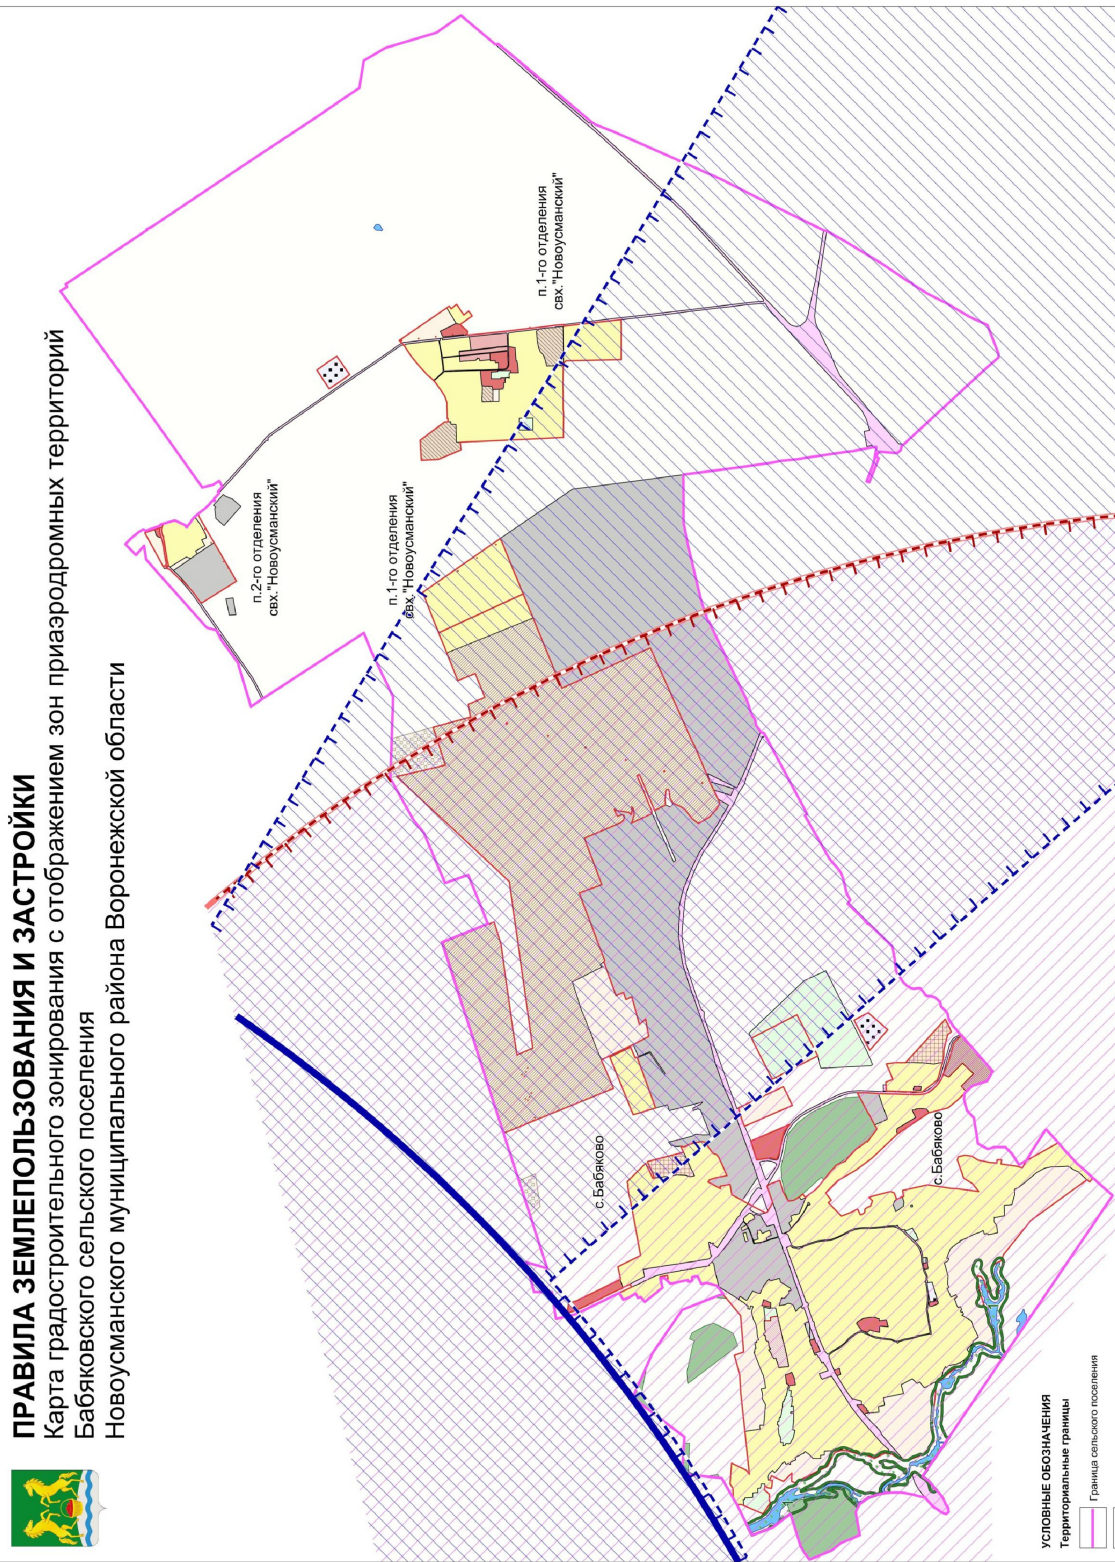 ПРАВИЛА ЗЕМЛЕПОЛЬЗОВАНИЯ И ЗАСТРОЙКИ
Карта градостроительного зонирования с отображением зон приаэродромных территорий
Бабяковского сельского поселения
Новоусманского муниципального района Воронежской области
п.2-го отделения
свх."Новоусманский"
п.1-го отделения
свх."Новоусманский"
п.1-го отделения
свх."Новоусманский"
с.Бабяково
с.Бабяково
УСЛОВНЫЕ ОБОЗНАЧЕНИЯ
Территориальные границы
Граница сельского поселения